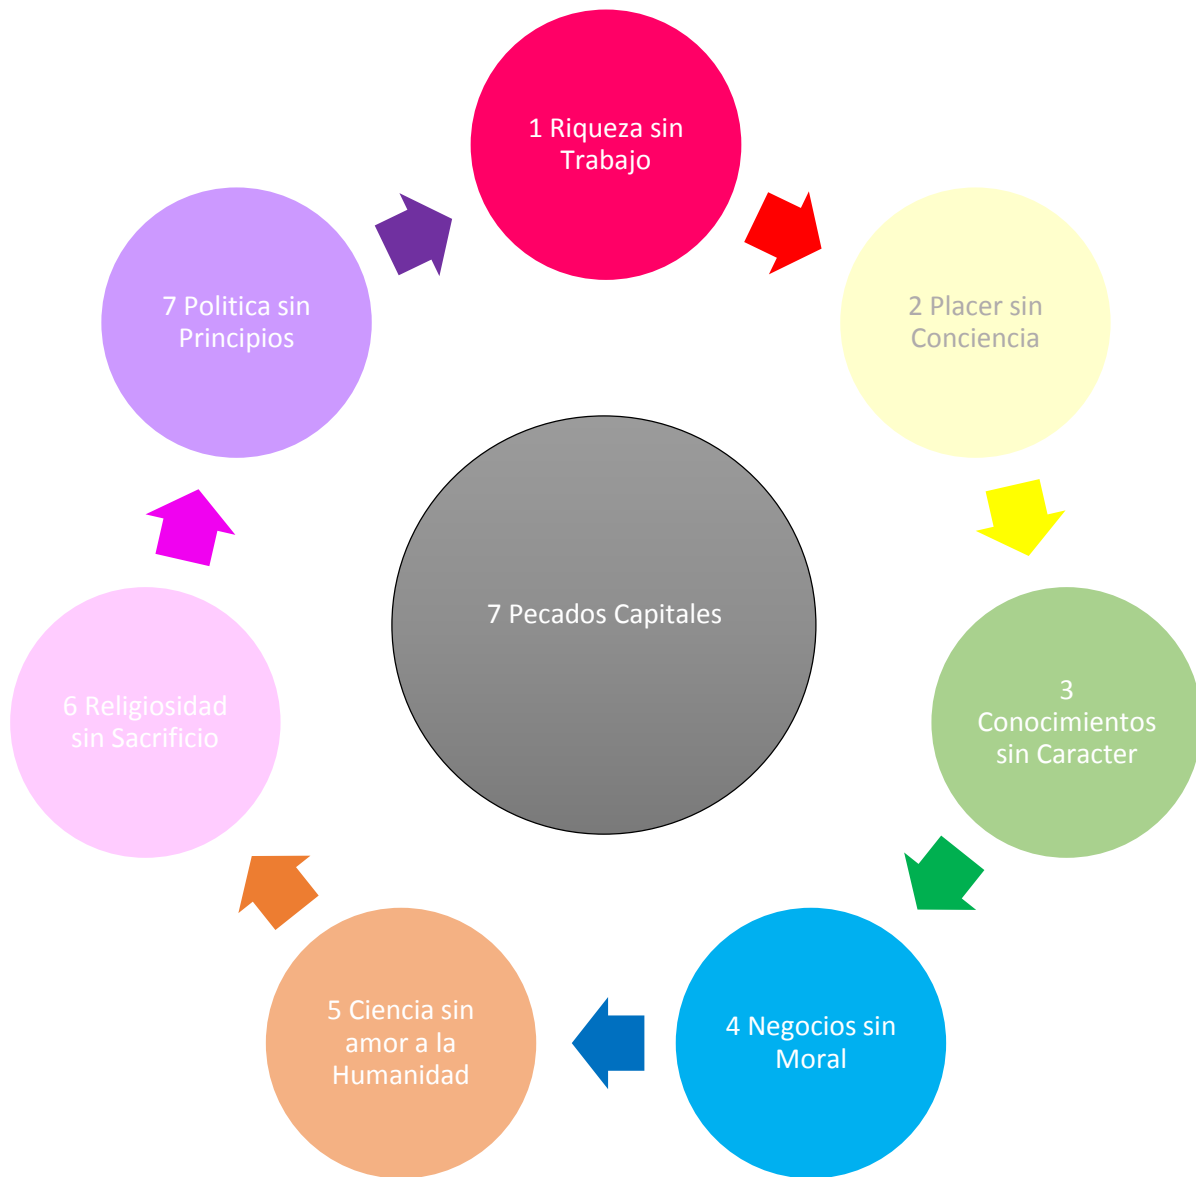 1 Riqueza sin
Trabajo
2 Placer sin
Conciencia
3
Conocimientos
sin Caracter
4 Negocios sin
Moral
5 Ciencia sin
amor a la
Humanidad
6 Religiosidad
sin Sacrificio
7 Politica sin
Principios
7 Pecados Capitales